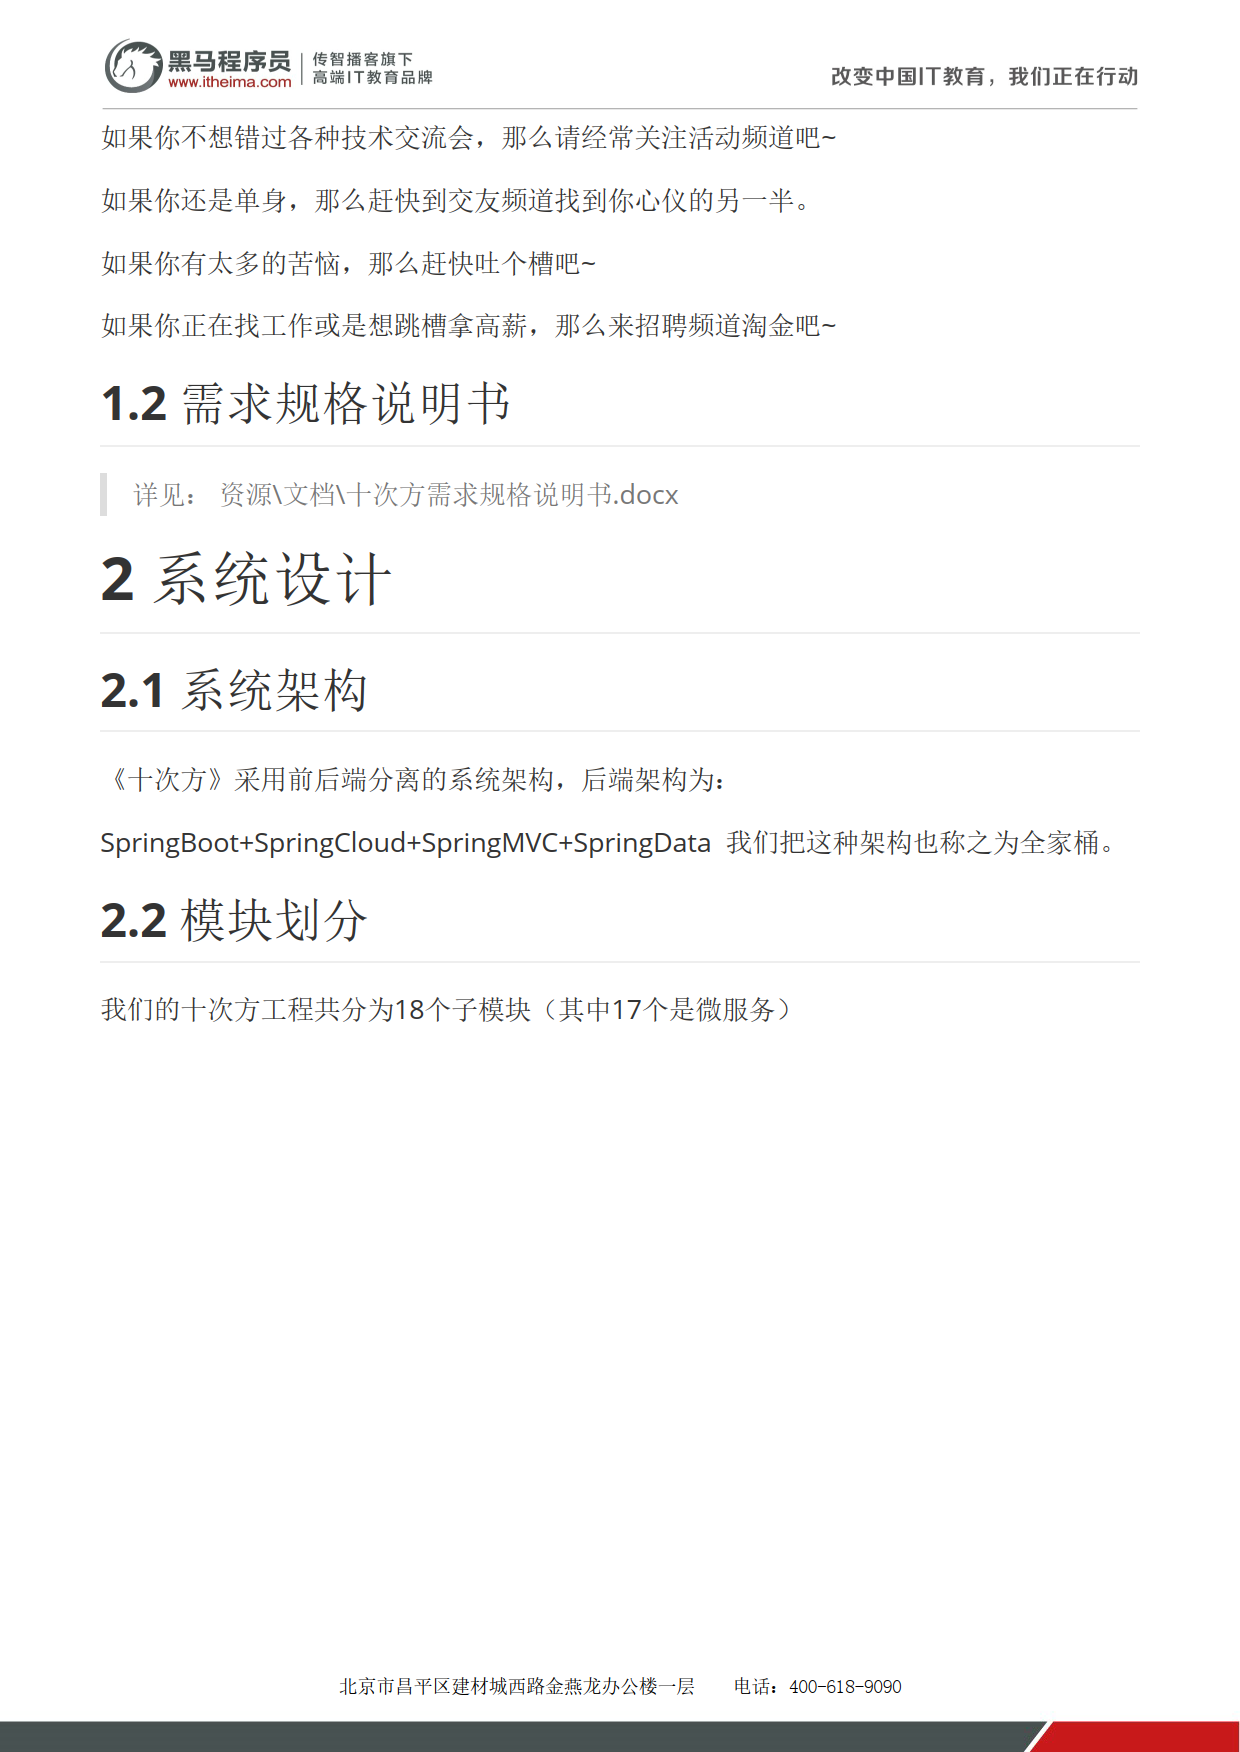 黑马程序员
www.itheima.com
传智播客旗下
高端IT教育品牌
改变中国IT教育，我们正在行动
如果你不想错过各种技术交流会，那么请经常关注活动频道吧~
如果你还是单身，那么赶快到交友频道找到你心仪的另一半。
如果你有太多的苦恼，那么赶快吐个槽吧~
如果你正在找工作或是想跳槽拿高薪，那么来招聘频道淘金吧~
1.2 需求规格说明书
详见： 资源\文档\十次方需求规格说明书.docx
2 系统设计
2.1 系统架构
《十次方》采用前后端分离的系统架构，后端架构为：
SpringBoot+SpringCloud+SpringMVC+SpringData 我们把这种架构也称之为全家桶。
2.2 模块划分
我们的十次方工程共分为18个子模块（其中17个是微服务）
北京市昌平区建材城西路金燕龙办公楼一层 电话：400-618-9090